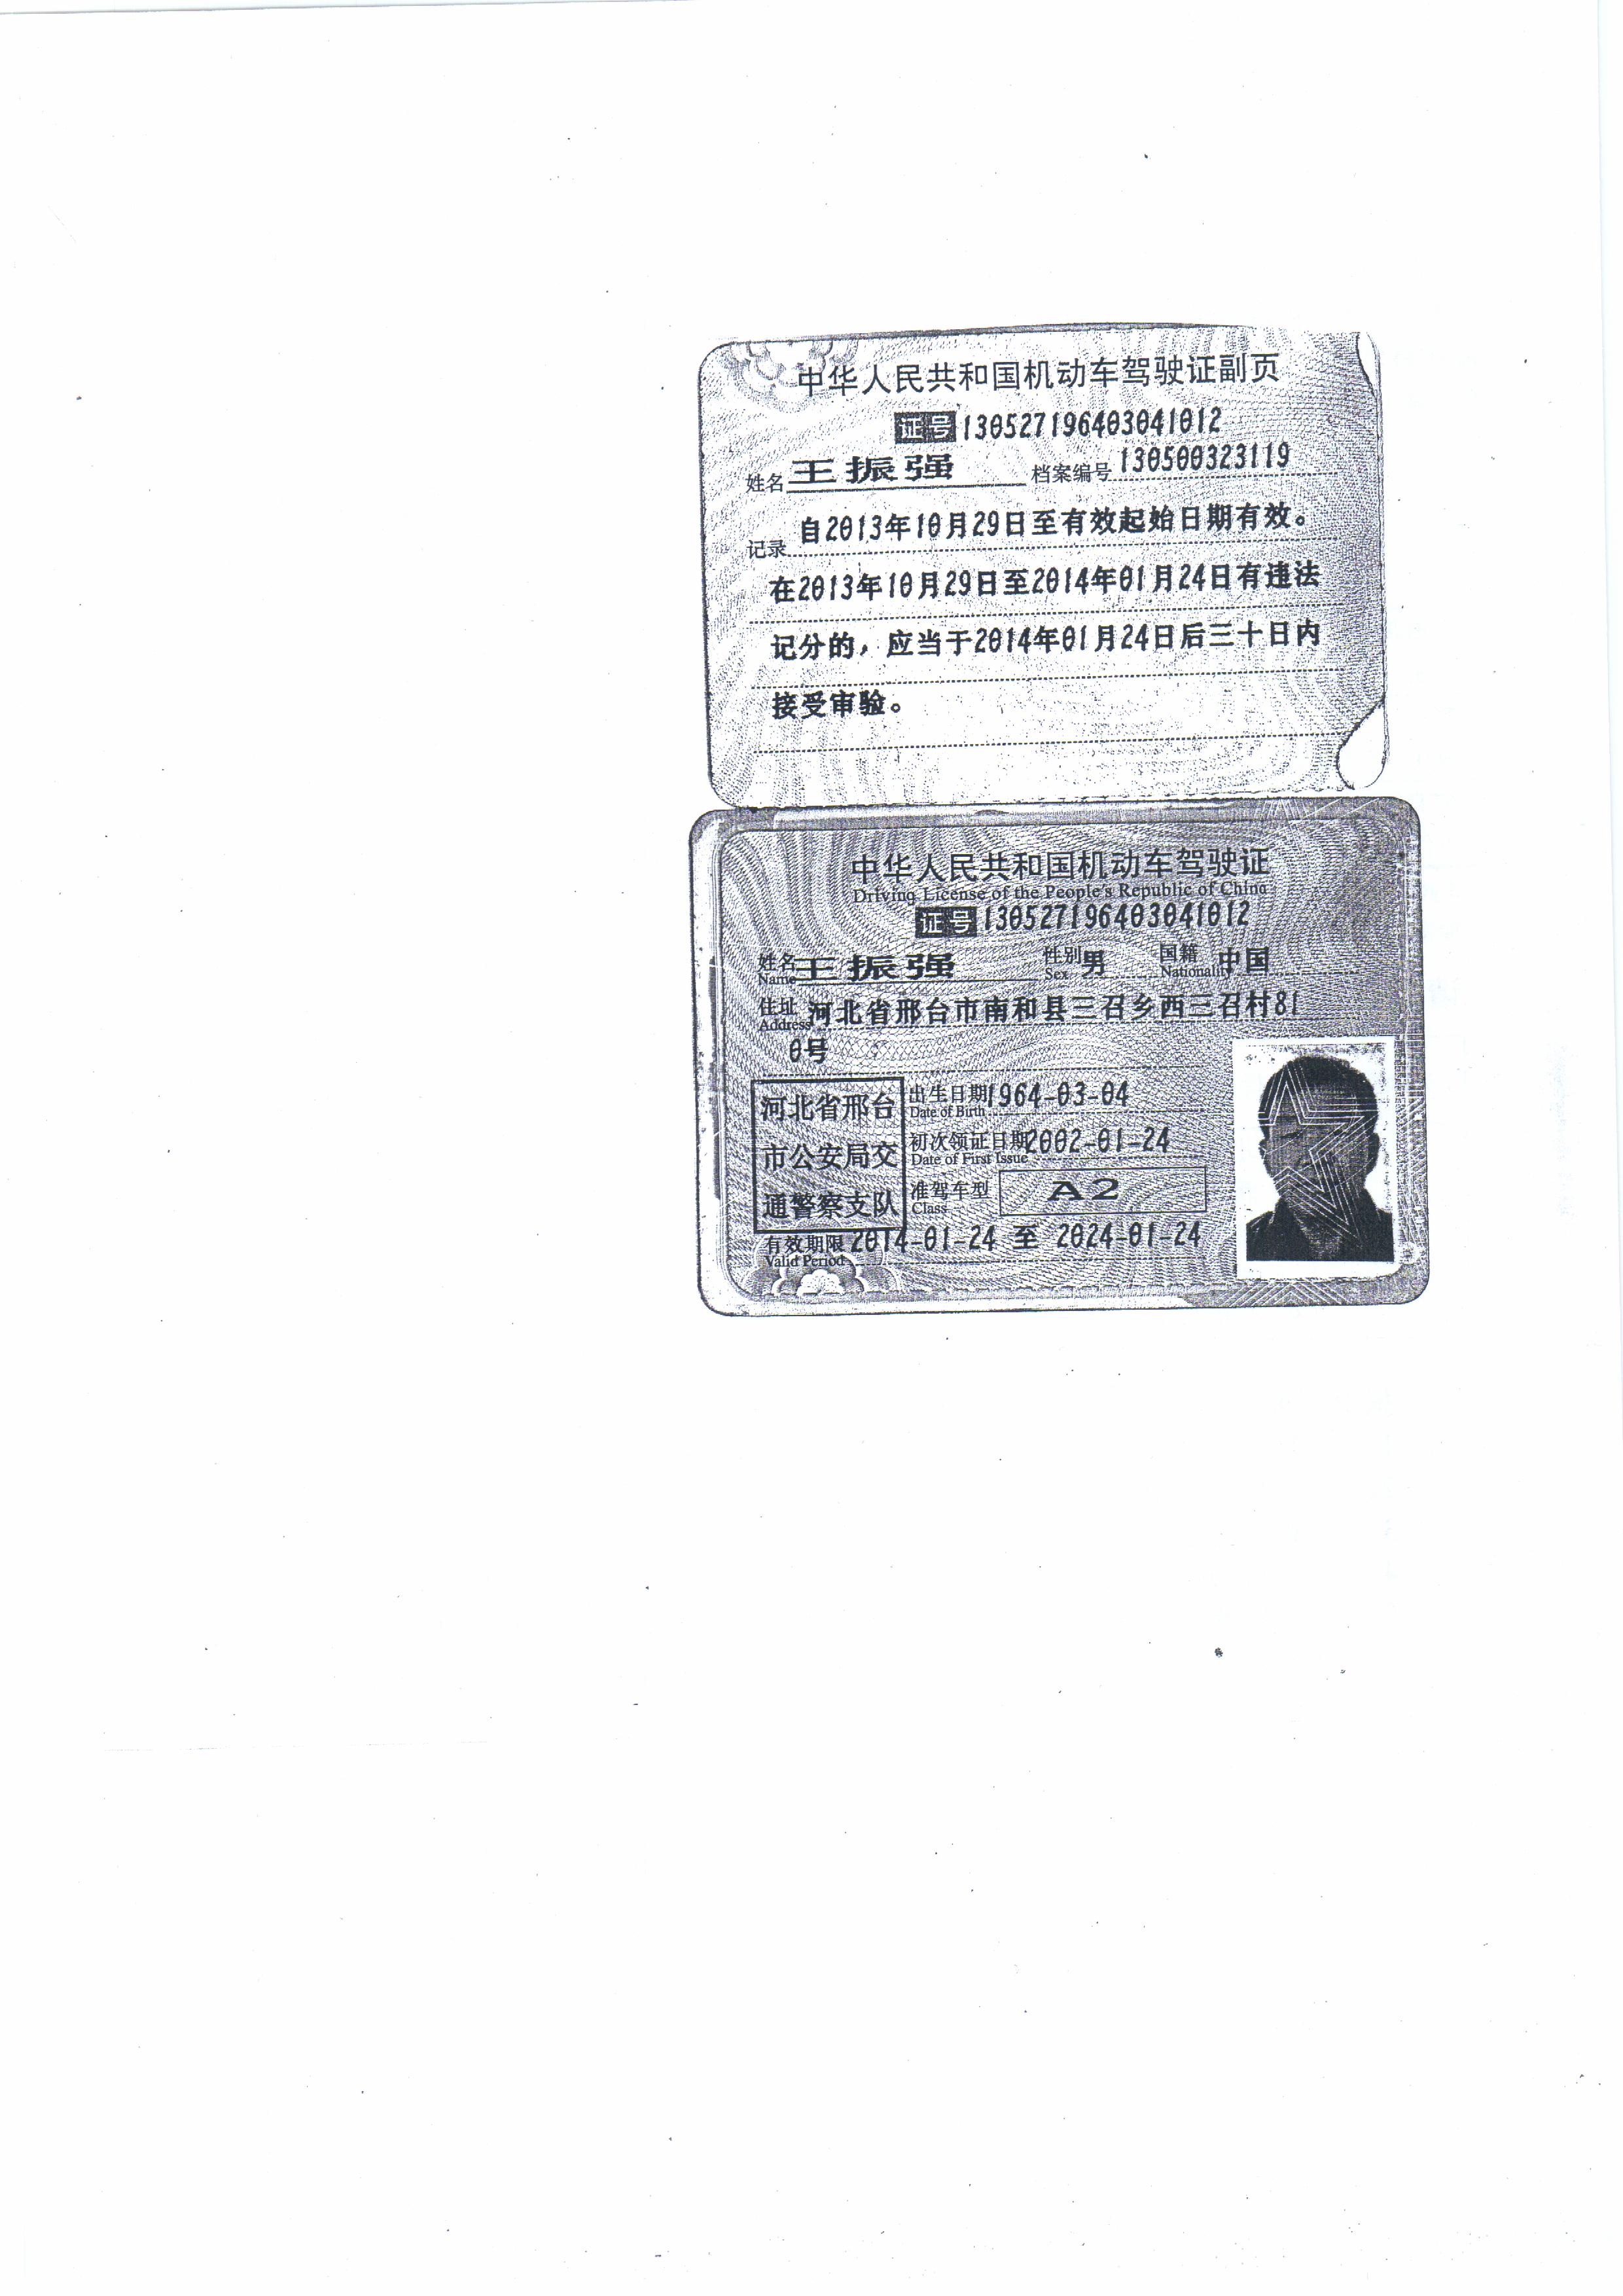 中华人民共和国机动车驾驶证副页
证号 130527196403041012
姓名 王振强 档案编号 130500323119
记录 自2013年10月29日至有效起始日期有效。
在2013年10月29日至2014年01月24日有违法
记分的，应当于2014年01月24日后三十日内
接受审验。
中华人民共和国机动车驾驶证
Driving License of the People's Republic of China
证号 130527196403041012
姓名 王振强 性别 男 国籍 中国
Name Sex Nationality
住址 河北省邢台市南和县三召乡西三召村81
Address
0号
河北省邢台
市公安局交
通警察支队
出生日期 1964-03-04
Date of Birth
初次领证日期 2002-01-24
Date of First Issue
准驾车型 A2
Class
有效期限 2014-01-24 至 2024-01-24
Valid Period